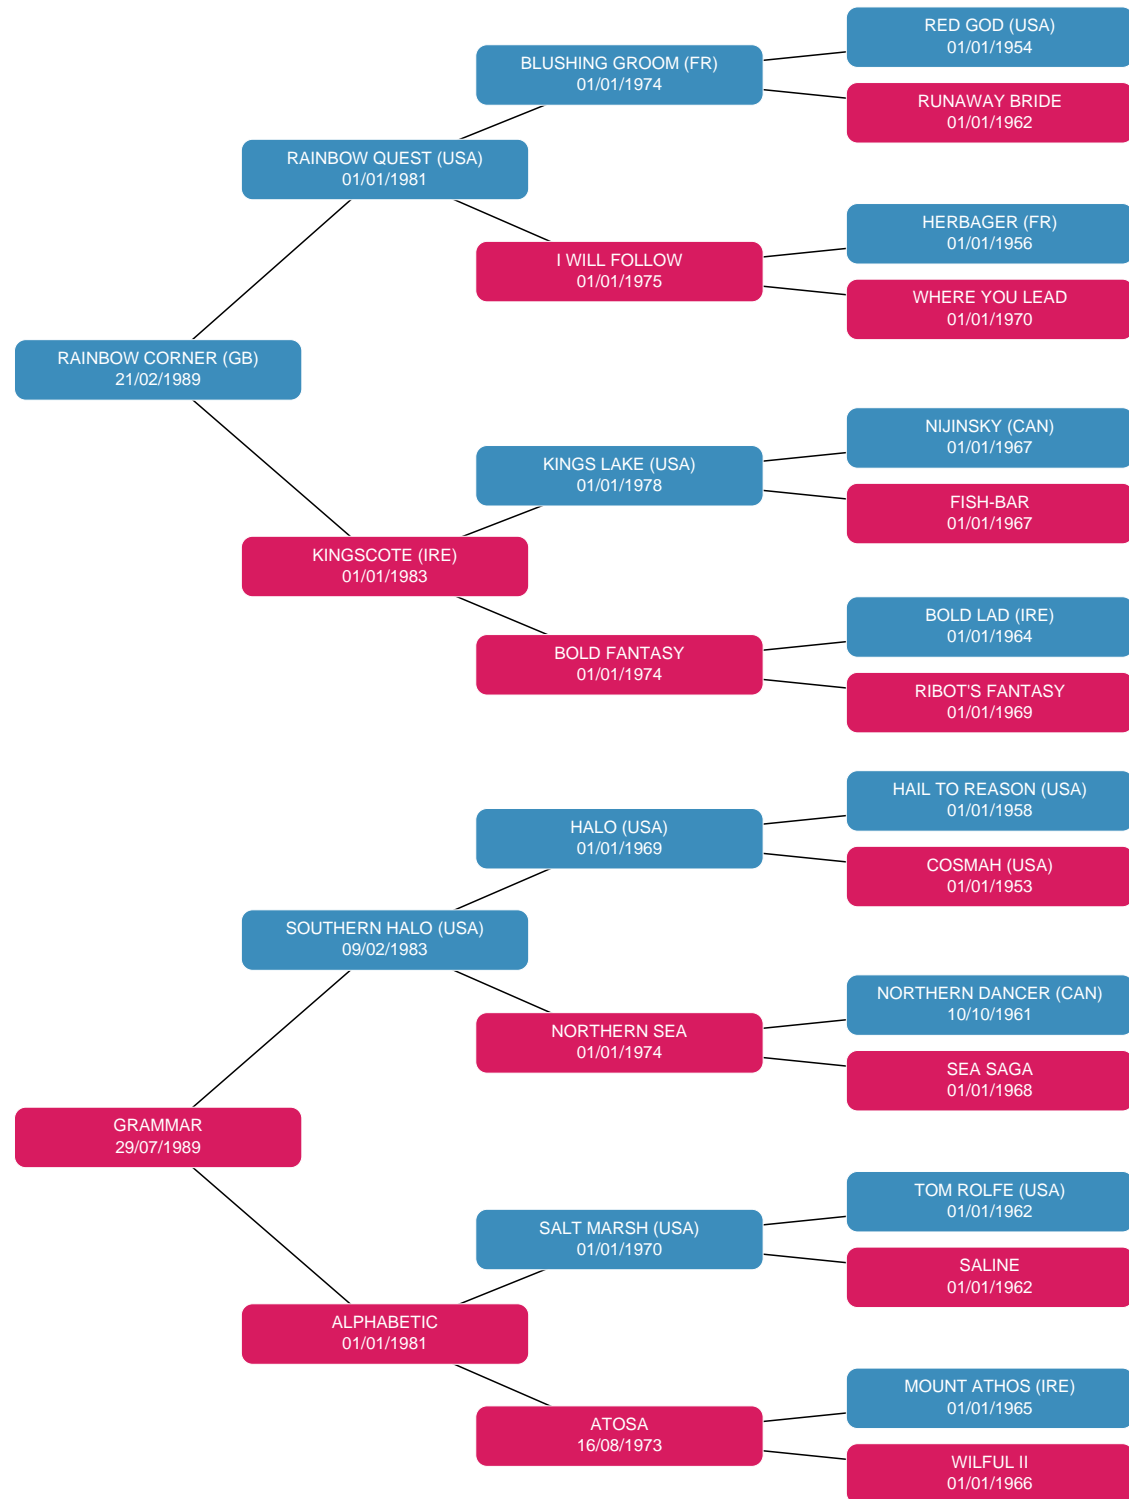 RED GOD (USA)
01/01/1954
BLUSHING GROOM (FR)
01/01/1974
RUNAWAY BRIDE
01/01/1962
RAINBOW QUEST (USA)
01/01/1981
HERBAGER (FR)
01/01/1956
I WILL FOLLOW
01/01/1975
WHERE YOU LEAD
01/01/1970
RAINBOW CORNER (GB)
21/02/1989
NIJINSKY (CAN)
01/01/1967
KINGS LAKE (USA)
01/01/1978
FISH-BAR
01/01/1967
KINGSCOTE (IRE)
01/01/1983
BOLD LAD (IRE)
01/01/1964
BOLD FANTASY
01/01/1974
RIBOT'S FANTASY
01/01/1969
HAIL TO REASON (USA)
01/01/1958
HALO (USA)
01/01/1969
COSMAH (USA)
01/01/1953
SOUTHERN HALO (USA)
09/02/1983
NORTHERN DANCER (CAN)
10/10/1961
NORTHERN SEA
01/01/1974
SEA SAGA
01/01/1968
GRAMMAR
29/07/1989
TOM ROLFE (USA)
01/01/1962
SALT MARSH (USA)
01/01/1970
SALINE
01/01/1962
ALPHABETIC
01/01/1981
MOUNT ATHOS (IRE)
01/01/1965
ATOSA
16/08/1973
WILFUL II
01/01/1966